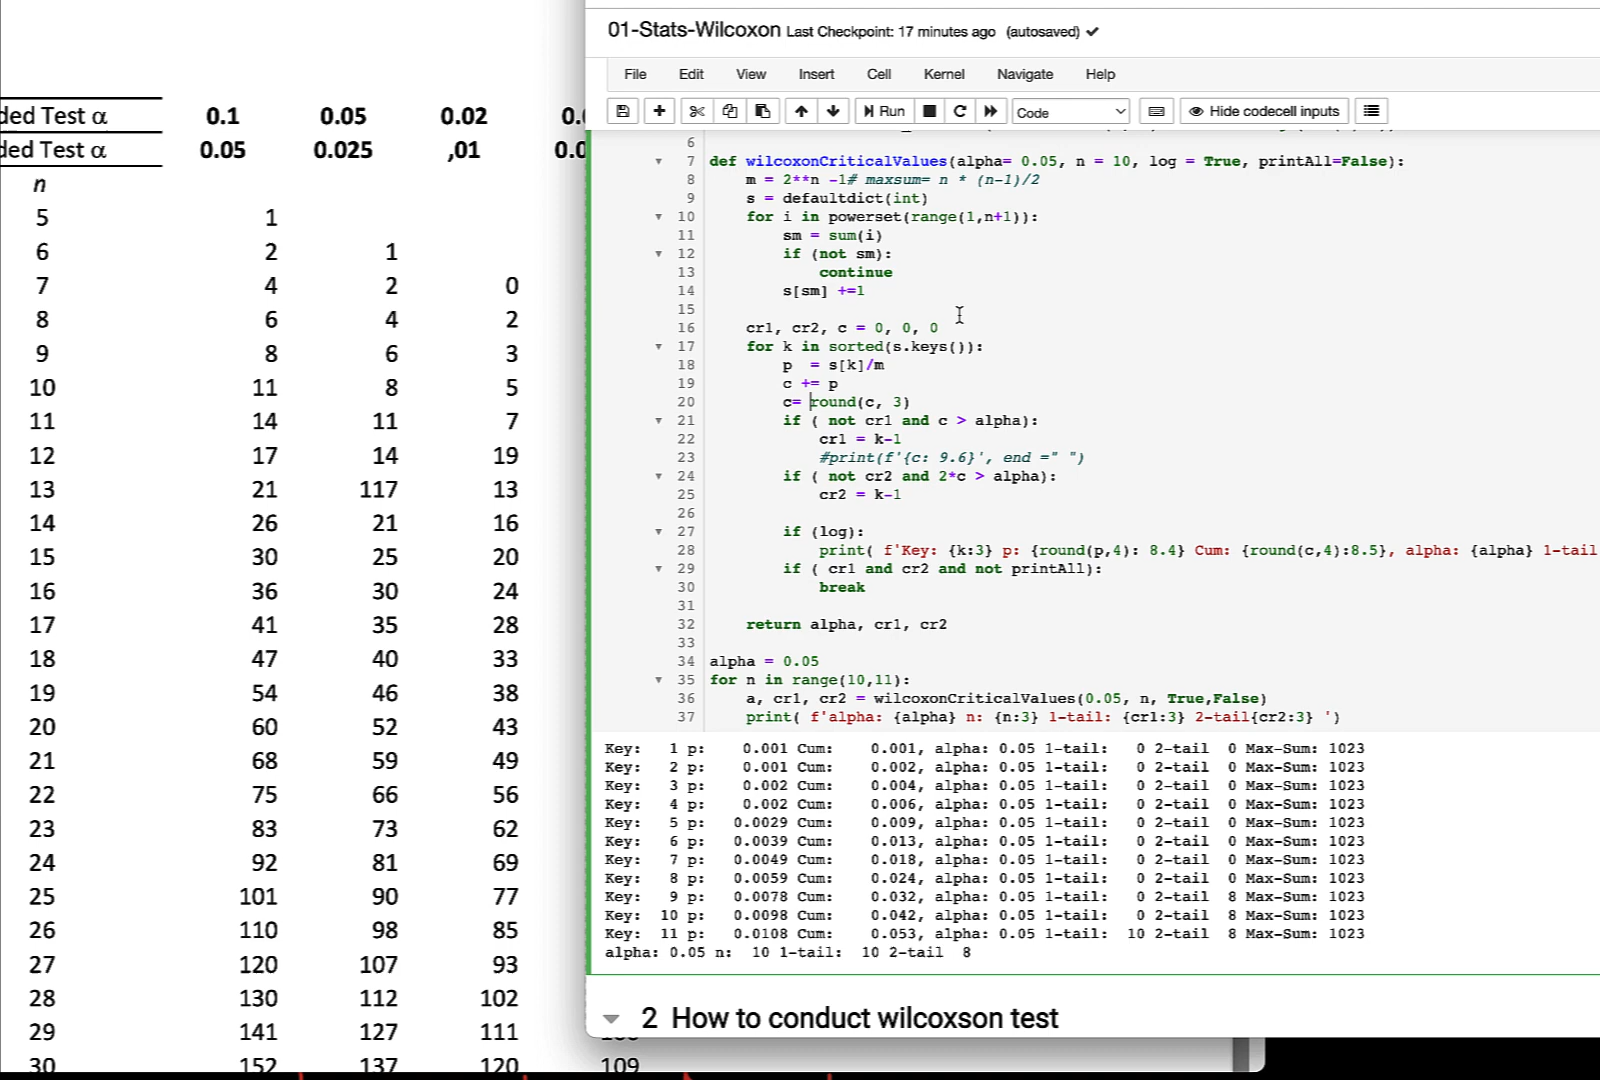 ded Test α 0.1 0.05 0.02
ded Test α 0.05 0.025 ,01
n
5 1
6 2 1
7 4 2 0
8 6 4 2
9 8 6 3
10 11 8 5
11 14 11 7
12 17 14 19
13 21 117 13
14 26 21 16
15 30 25 20
16 36 30 24
17 41 35 28
18 47 40 33
19 54 46 38
20 60 52 43
21 68 59 49
22 75 66 56
23 83 73 62
24 92 81 69
25 101 90 77
26 110 98 85
27 120 107 93
28 130 112 102
29 141 127 111
30 152 137 120 109
01-Stats-Wilcoxon Last Checkpoint: 17 minutes ago (autosaved)
File Edit View Insert Cell Kernel Navigate Help
Run Code Hide codecell inputs
6
7 def wilcoxonCriticalValues(alpha= 0.05, n = 10, log = True, printAll=False):
8 m = 2**n -1# maxsum= n * (n-1)/2
9 s = defaultdict(int)
10 for i in powerset(range(1,n+1)):
11 sm = sum(i)
12 if (not sm):
13 continue
14 s[sm] +=1
15
16 cr1, cr2, c = 0, 0, 0
17 for k in sorted(s.keys()):
18 p = s[k]/m
19 c += p
20 c= round(c, 3)
21 if ( not cr1 and c > alpha):
22 cr1 = k-1
23 #print(f'{c: 9.6}', end =" ")
24 if ( not cr2 and 2*c > alpha):
25 cr2 = k-1
26
27 if (log):
28 print( f'Key: {k:3} p: {round(p,4): 8.4} Cum: {round(c,4):8.5}, alpha: {alpha} 1-tail
29 if ( cr1 and cr2 and not printAll):
30 break
31
32 return alpha, cr1, cr2
33
34 alpha = 0.05
35 for n in range(10,11):
36 a, cr1, cr2 = wilcoxonCriticalValues(0.05, n, True,False)
37 print( f'alpha: {alpha} n: {n:3} 1-tail: {cr1:3} 2-tail{cr2:3} ')
Key: 1 p: 0.001 Cum: 0.001, alpha: 0.05 1-tail: 0 2-tail 0 Max-Sum: 1023
Key: 2 p: 0.001 Cum: 0.002, alpha: 0.05 1-tail: 0 2-tail 0 Max-Sum: 1023
Key: 3 p: 0.002 Cum: 0.004, alpha: 0.05 1-tail: 0 2-tail 0 Max-Sum: 1023
Key: 4 p: 0.002 Cum: 0.006, alpha: 0.05 1-tail: 0 2-tail 0 Max-Sum: 1023
Key: 5 p: 0.0029 Cum: 0.009, alpha: 0.05 1-tail: 0 2-tail 0 Max-Sum: 1023
Key: 6 p: 0.0039 Cum: 0.013, alpha: 0.05 1-tail: 0 2-tail 0 Max-Sum: 1023
Key: 7 p: 0.0049 Cum: 0.018, alpha: 0.05 1-tail: 0 2-tail 0 Max-Sum: 1023
Key: 8 p: 0.0059 Cum: 0.024, alpha: 0.05 1-tail: 0 2-tail 0 Max-Sum: 1023
Key: 9 p: 0.0078 Cum: 0.032, alpha: 0.05 1-tail: 0 2-tail 8 Max-Sum: 1023
Key: 10 p: 0.0098 Cum: 0.042, alpha: 0.05 1-tail: 0 2-tail 8 Max-Sum: 1023
Key: 11 p: 0.0108 Cum: 0.053, alpha: 0.05 1-tail: 10 2-tail 8 Max-Sum: 1023
alpha: 0.05 n: 10 1-tail: 10 2-tail 8
2 How to conduct wilcoxson test